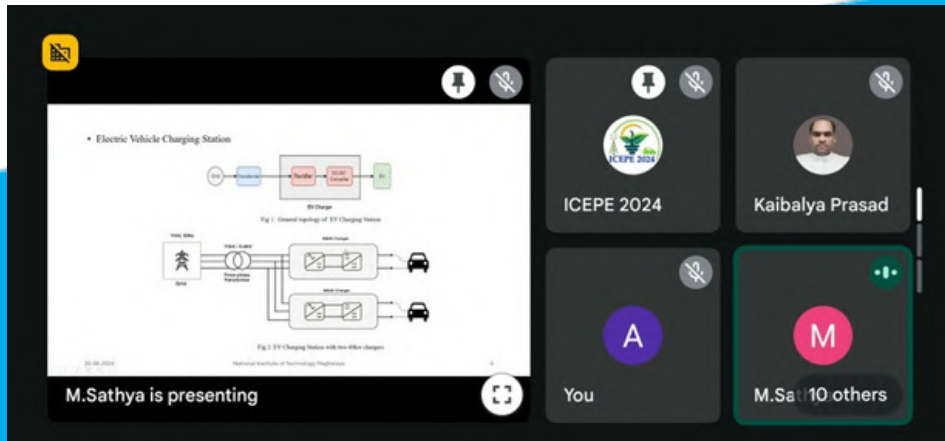 • Electric Vehicle Charging Station
Grid
Transformer
Rectifier
DC-DC
Converter
EV
EV Charger
Fig 1. General topology of EV Charging Station
Grid
Three-phase
Transformer
Fig 2 EV Charging Station with two 60kw chargers
National Institute of Technology Meghalaya
M.Sathya is presenting
ICEPE 2024
ICEPE 2024
Kaibalya Prasad
A
You
M
M.Sathya
10 others